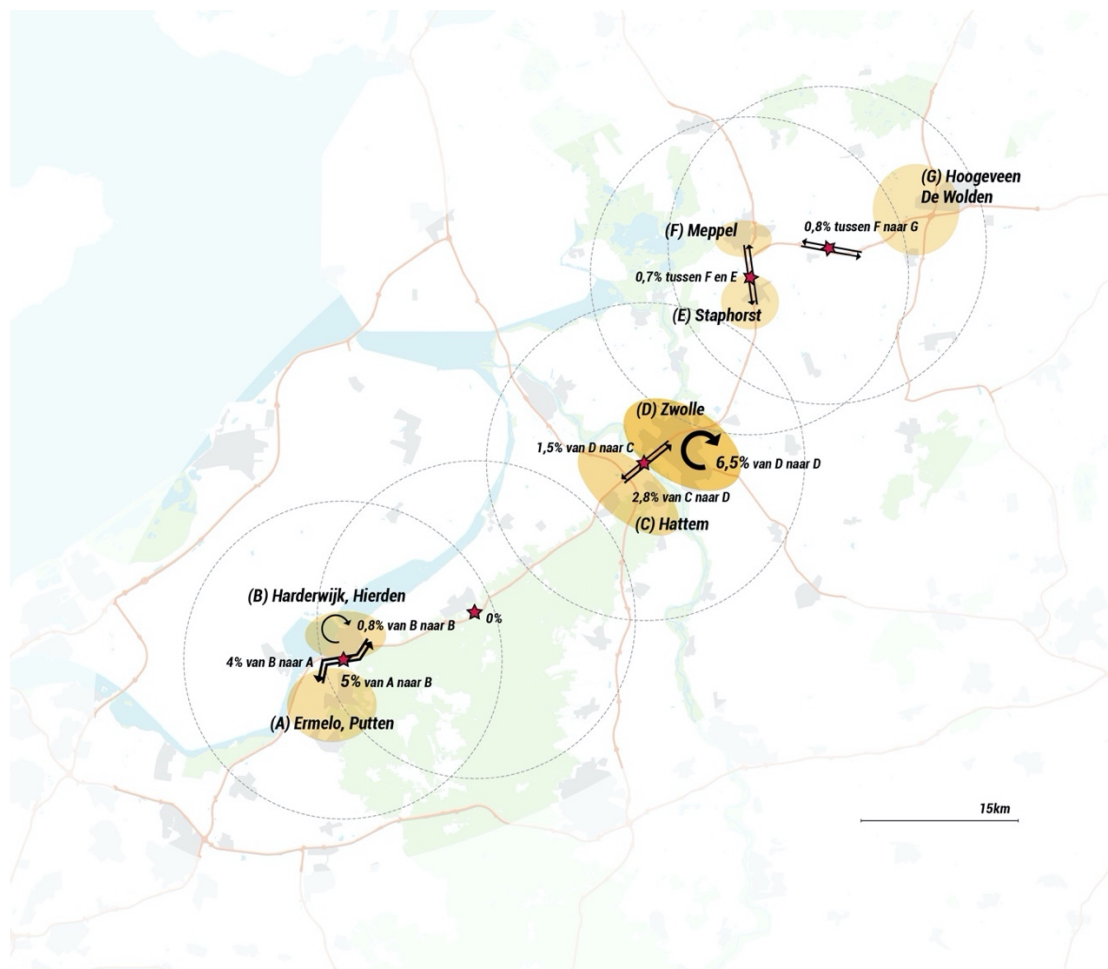 (G) Hoogeveen
De Wolden
0,8% tussen F naar G
(F) Meppel
0,7% tussen F en E
(E) Staphorst
(D) Zwolle
1,5% van D naar C
6,5% van D naar D
2,8% van C naar D
(C) Hattem
(B) Harderwijk, Hierden
0,8% van B naar B
0%
4% van B naar A
5% van A naar B
(A) Ermelo, Putten
15km